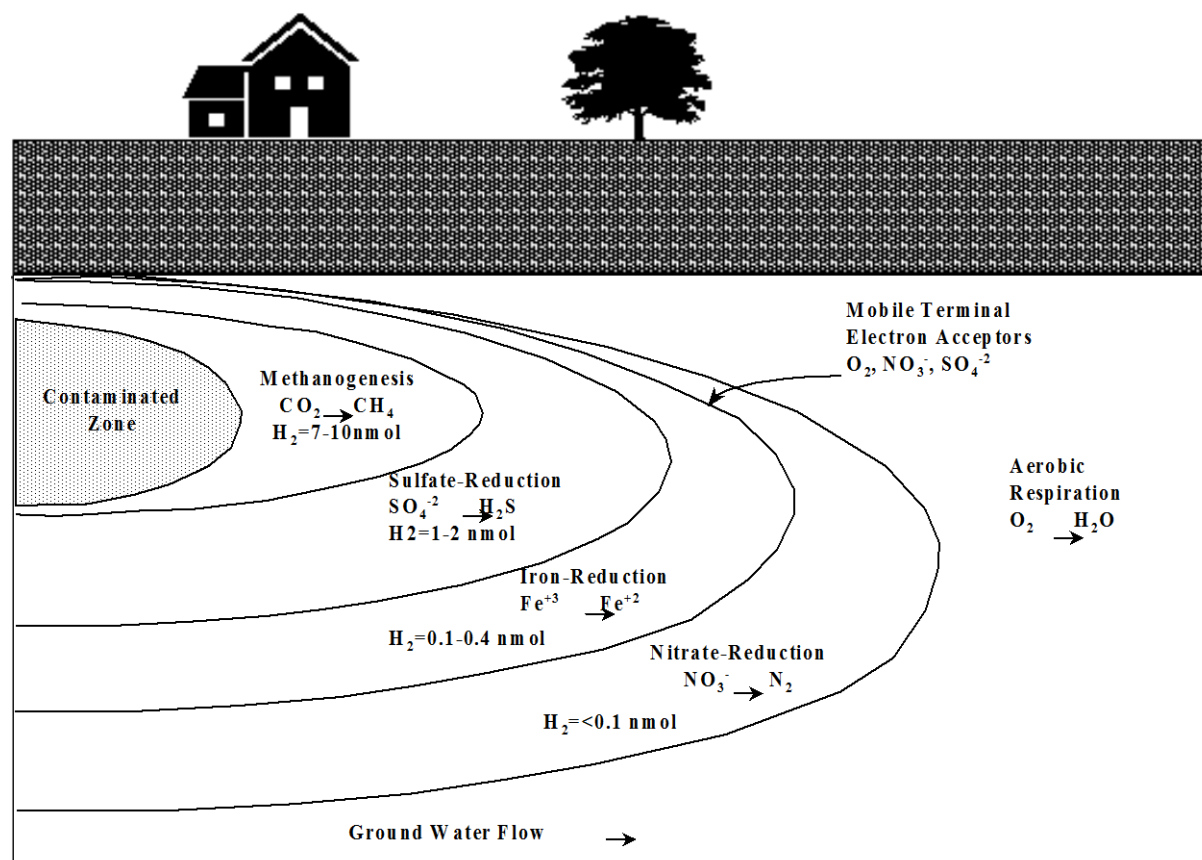 Mobile Terminal
Electron Acceptors
O₂, NO₃⁻, SO₄⁻²
Methanogenesis
CO₂ → CH₄
H₂=7-10nmol
Contaminated
Zone
Aerobic
Respiration
O₂ → H₂O
Sulfate-Reduction
SO₄⁻² → H₂S
H2=1-2 nmol
Iron-Reduction
Fe⁺³ → Fe⁺²
H₂=0.1-0.4 nmol
Nitrate-Reduction
NO₃⁻ → N₂
H₂=<0.1 nmol
Ground Water Flow →